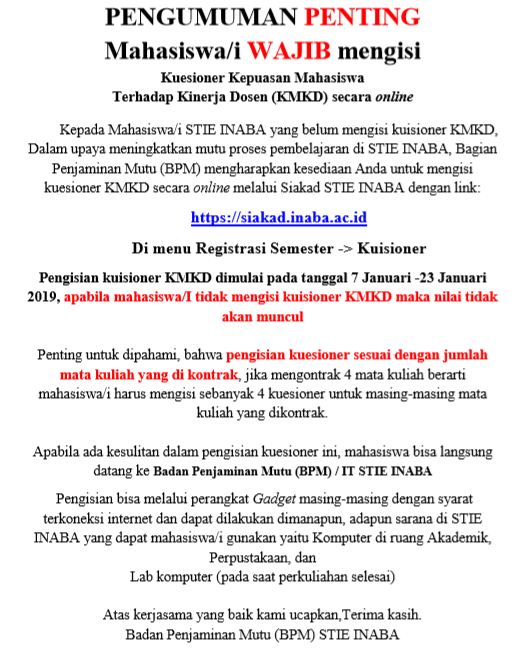 PENGUMUMAN PENTING
Mahasiswa/i WAJIB mengisi
Kuesioner Kepuasan Mahasiswa
Terhadap Kinerja Dosen (KMKD) secara online
Kepada Mahasiswa/i STIE INABA yang belum mengisi kuisioner KMKD,
Dalam upaya meningkatkan mutu proses pembelajaran di STIE INABA, Bagian
Penjaminan Mutu (BPM) mengharapkan kesediaan Anda untuk mengisi
kuesioner KMKD secara online melalui Siakad STIE INABA dengan link:
https://siakad.inaba.ac.id
Di menu Registrasi Semester -> Kuisioner
Pengisian kuisioner KMKD dimulai pada tanggal 7 Januari -23 Januari
2019, apabila mahasiswa/I tidak mengisi kuisioner KMKD maka nilai tidak
akan muncul
Penting untuk dipahami, bahwa pengisian kuesioner sesuai dengan jumlah
mata kuliah yang di kontrak, jika mengontrak 4 mata kuliah berarti
mahasiswa/i harus mengisi sebanyak 4 kuesioner untuk masing-masing mata
kuliah yang dikontrak.
Apabila ada kesulitan dalam pengisian kuesioner ini, mahasiswa bisa langsung
datang ke Badan Penjaminan Mutu (BPM) / IT STIE INABA
Pengisian bisa melalui perangkat Gadget masing-masing dengan syarat
terkoneksi internet dan dapat dilakukan dimanapun, adapun sarana di STIE
INABA yang dapat mahasiswa/i gunakan yaitu Komputer di ruang Akademik,
Perpustakaan, dan
Lab komputer (pada saat perkuliahan selesai)
Atas kerjasama yang baik kami ucapkan,Terima kasih.
Badan Penjaminan Mutu (BPM) STIE INABA